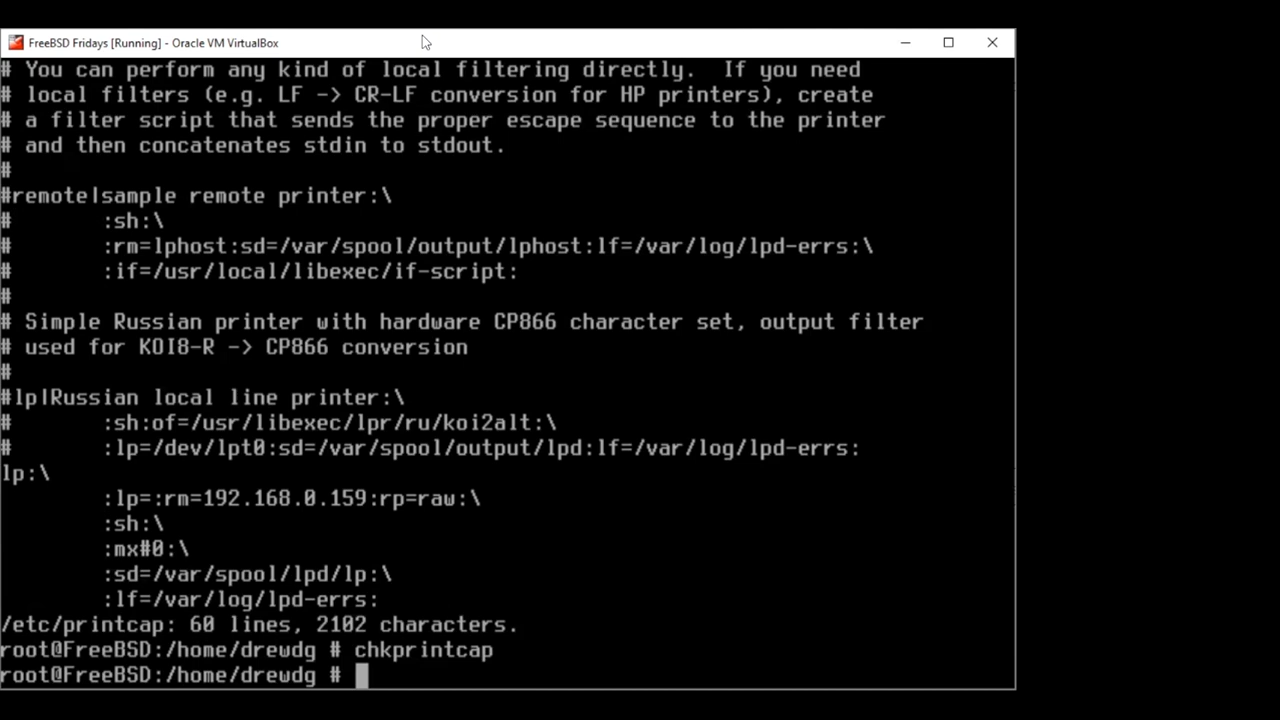 FreeBSD Fridays [Running] - Oracle VM VirtualBox
# You can perform any kind of local filtering directly.  If you need
# local filters (e.g. LF -> CR-LF conversion for HP printers), create
# a filter script that sends the proper escape sequence to the printer
# and then concatenates stdin to stdout.
#
#remote|sample remote printer:\
#        :sh:\
#        :rm=lphost:sd=/var/spool/output/lphost:lf=/var/log/lpd-errs:\
#        :if=/usr/local/libexec/if-script:
#
# Simple Russian printer with hardware CP866 character set, output filter
# used for KOI8-R -> CP866 conversion
#
#lp|Russian local line printer:\
#        :sh:of=/usr/libexec/lpr/ru/koi2alt:\
#        :lp=/dev/lpt0:sd=/var/spool/output/lpd:lf=/var/log/lpd-errs:
lp:\
        :lp=:rm=192.168.0.159:rp=raw:\
        :sh:\
        :mx#0:\
        :sd=/var/spool/lpd/lp:\
        :lf=/var/log/lpd-errs:
/etc/printcap: 60 lines, 2102 characters.
root@FreeBSD:/home/drewdg # chkprintcap
root@FreeBSD:/home/drewdg #